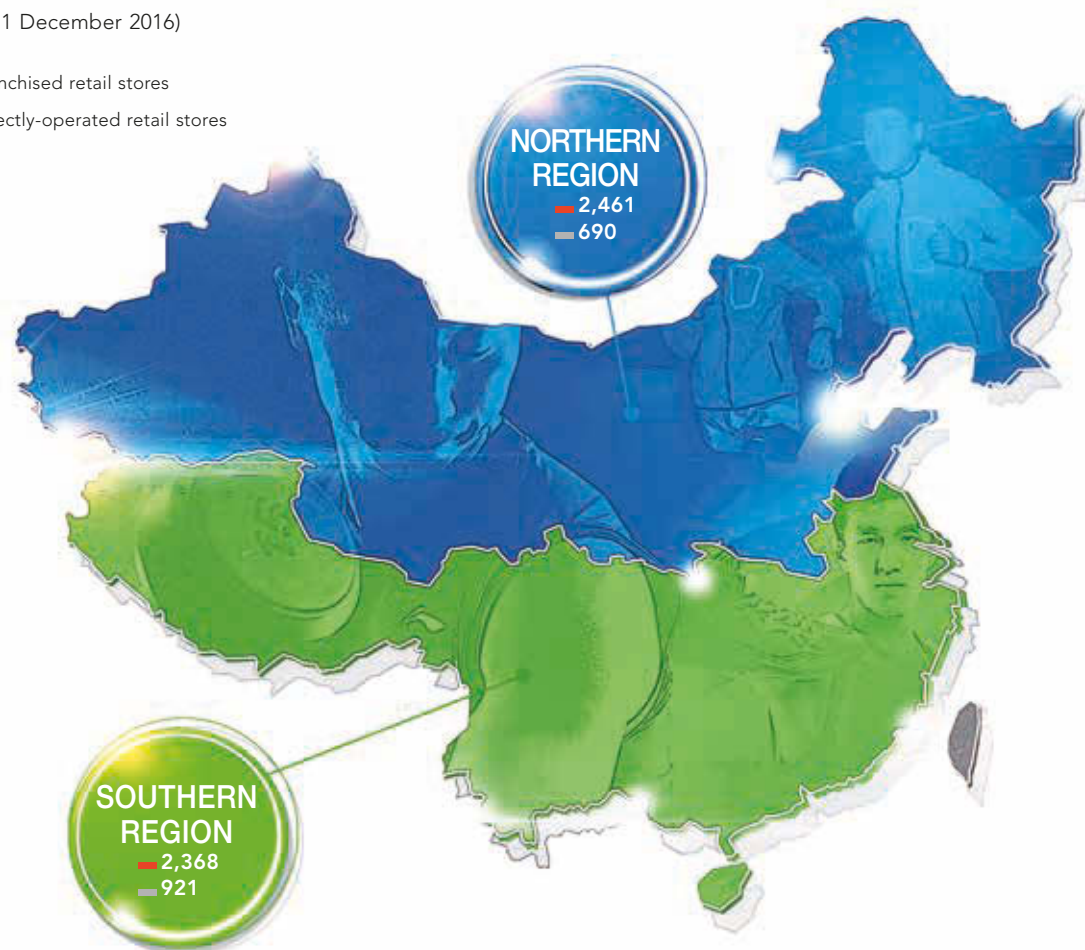 1 December 2016)
nchised retail stores
ectly-operated retail stores
NORTHERN
REGION
2,461
690
SOUTHERN
REGION
2,368
921